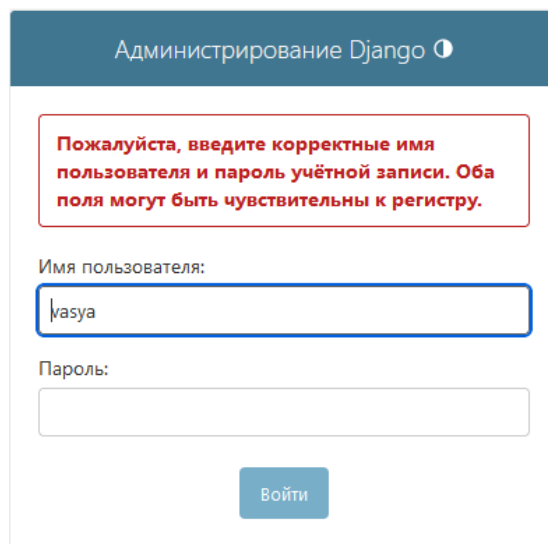 Администрирование Django
Пожалуйста, введите корректные имя
пользователя и пароль учётной записи. Оба
поля могут быть чувствительны к регистру.
Имя пользователя:
vasya
Пароль:
Войти